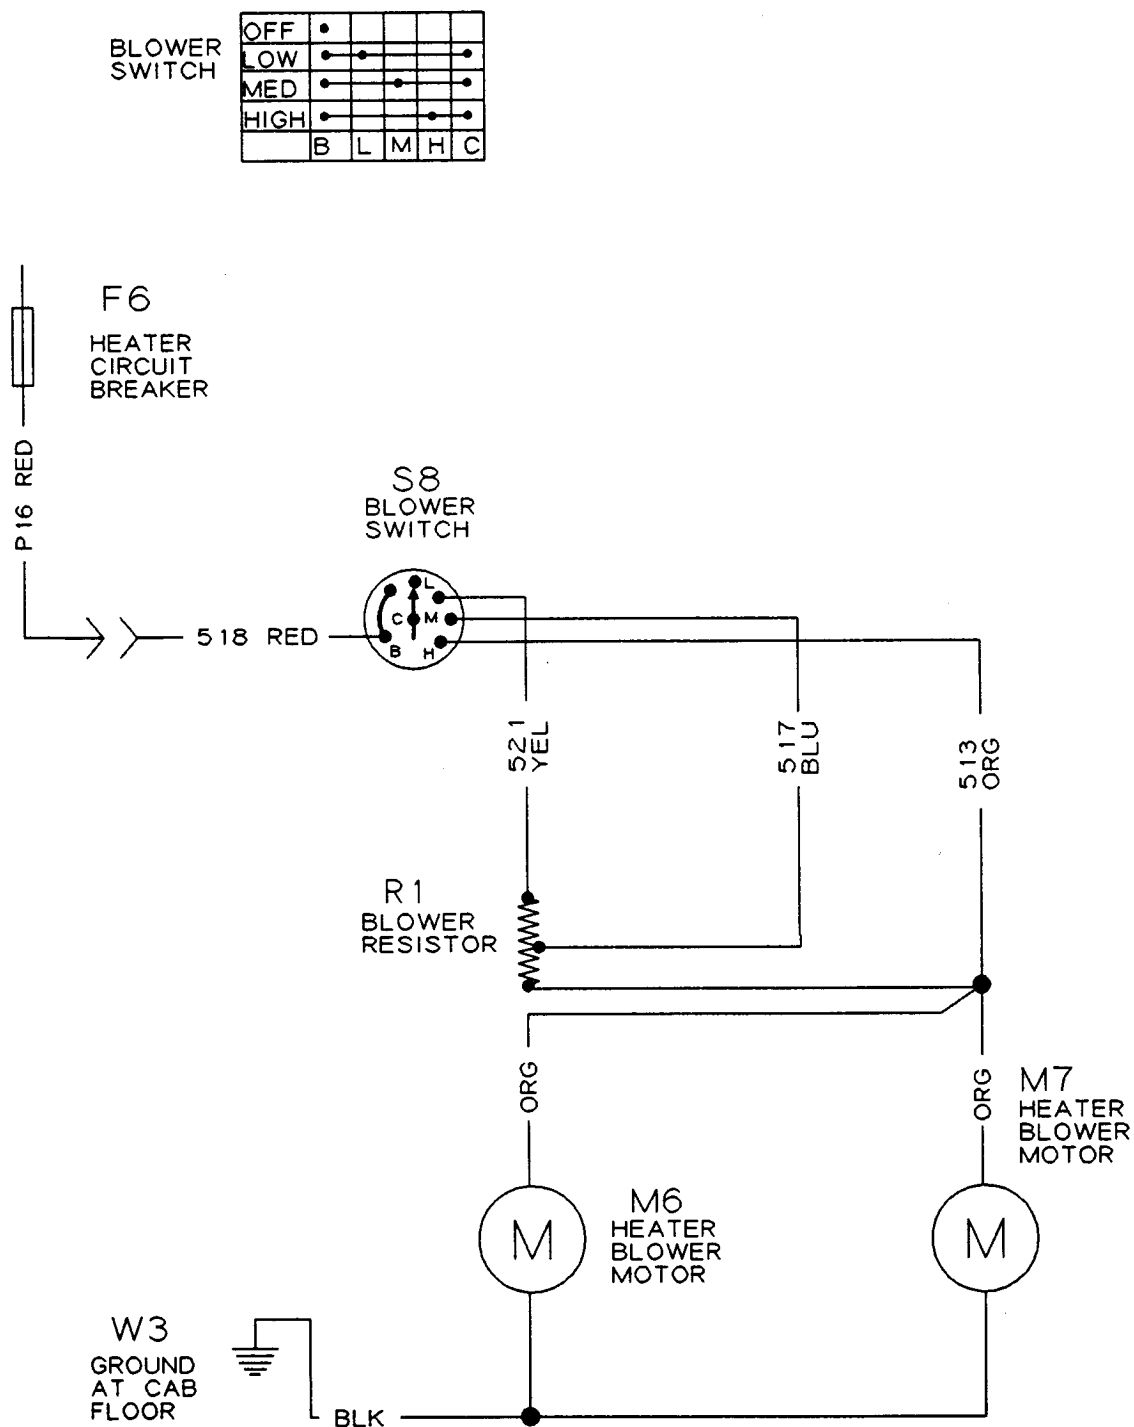 BLOWER
SWITCH
OFF
LOW
MED
HIGH
B L M H C
F6
HEATER
CIRCUIT
BREAKER
P16 RED
S8
BLOWER
SWITCH
L
C M
B H
518 RED
521
YEL
517
BLU
513
ORG
R1
BLOWER
RESISTOR
ORG
ORG
M7
HEATER
BLOWER
MOTOR
M
M6
HEATER
BLOWER
MOTOR
M
W3
GROUND
AT CAB
FLOOR
BLK